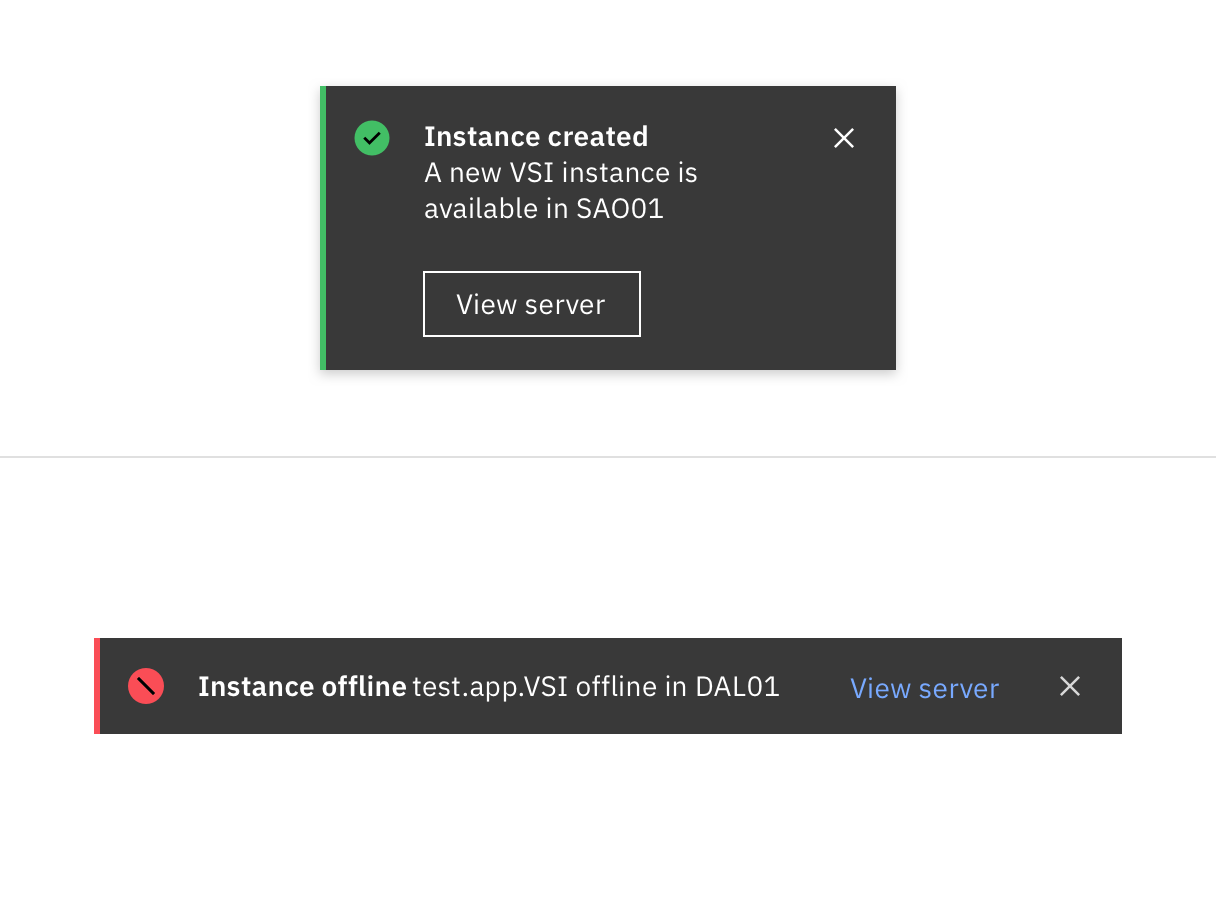 Instance created
A new VSI instance is
available in SAO01
View server
Instance offline test.app.VSI offline in DAL01 View server